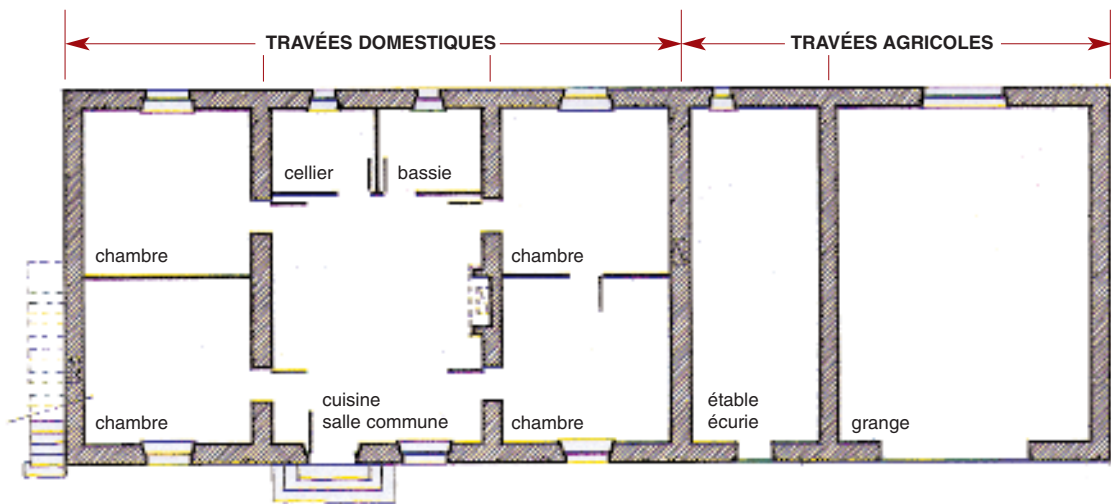 TRAVÉES DOMESTIQUES
TRAVÉES AGRICOLES
cellier
bassie
chambre
chambre
chambre
cuisine
salle commune
chambre
étable
écurie
grange